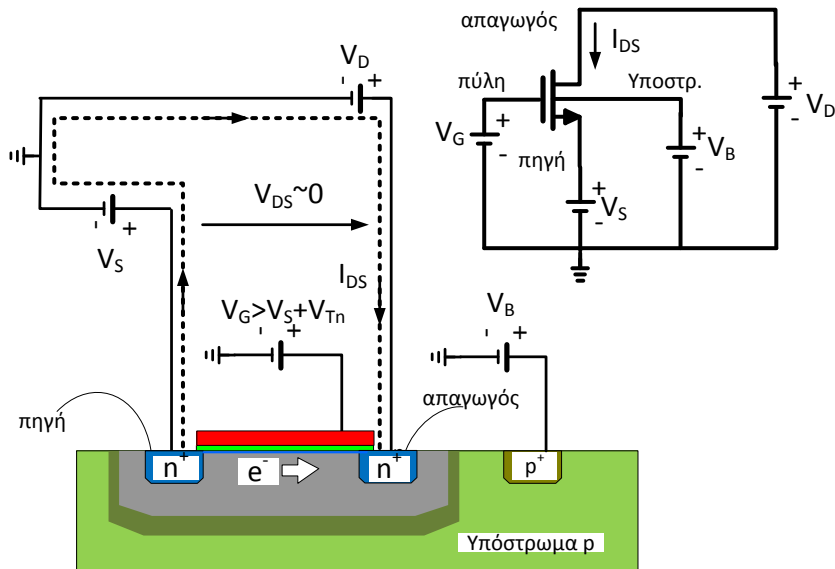 απαγωγός
I_DS
V_D
- +
πύλη
Υποστρ.
+
-
V_D
V_G
+
-
πηγή
+
-
V_B
+
-
V_S
- +
V_S
V_DS~0
I_DS
V_G>V_S+V_Tn
- +
V_B
- +
πηγή
απαγωγός
n⁺
e⁻
n⁺
p⁺
Υπόστρωμα p